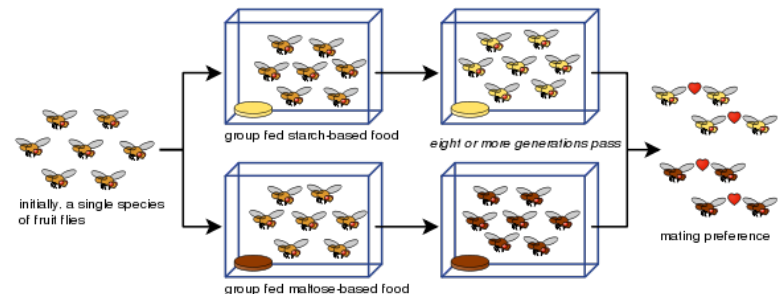 group fed starch-based food
eight or more generations pass
initially, a single species
of fruit flies
mating preference
group fed maltose-based food